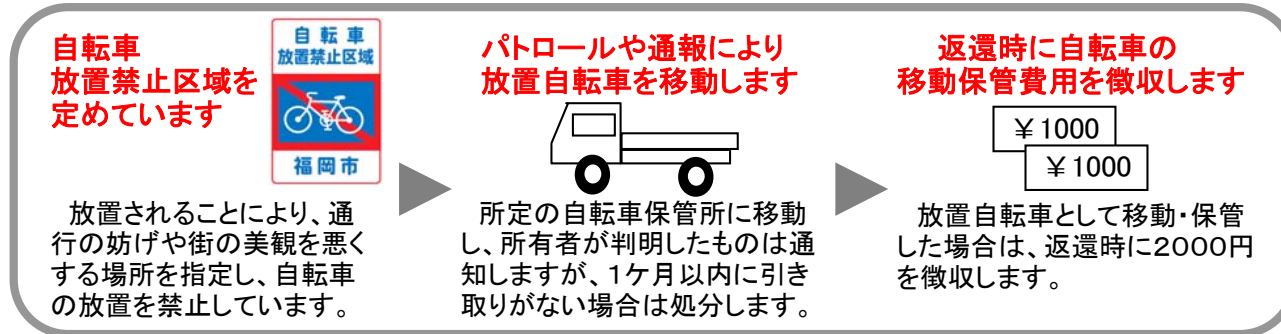 自転車
放置禁止区域を
定めています
自転車
放置禁止区域
福岡市
放置されることにより、通
行の妨げや街の美観を悪く
する場所を指定し、自転車
の放置を禁止しています。
パトロールや通報により
放置自転車を移動します
所定の自転車保管所に移動
し、所有者が判明したものは通
知しますが、1ケ月以内に引き
取りがない場合は処分します。
返還時に自転車の
移動保管費用を徴収します
￥1000
￥1000
放置自転車として移動・保管
した場合は、返還時に2000円
を徴収します。